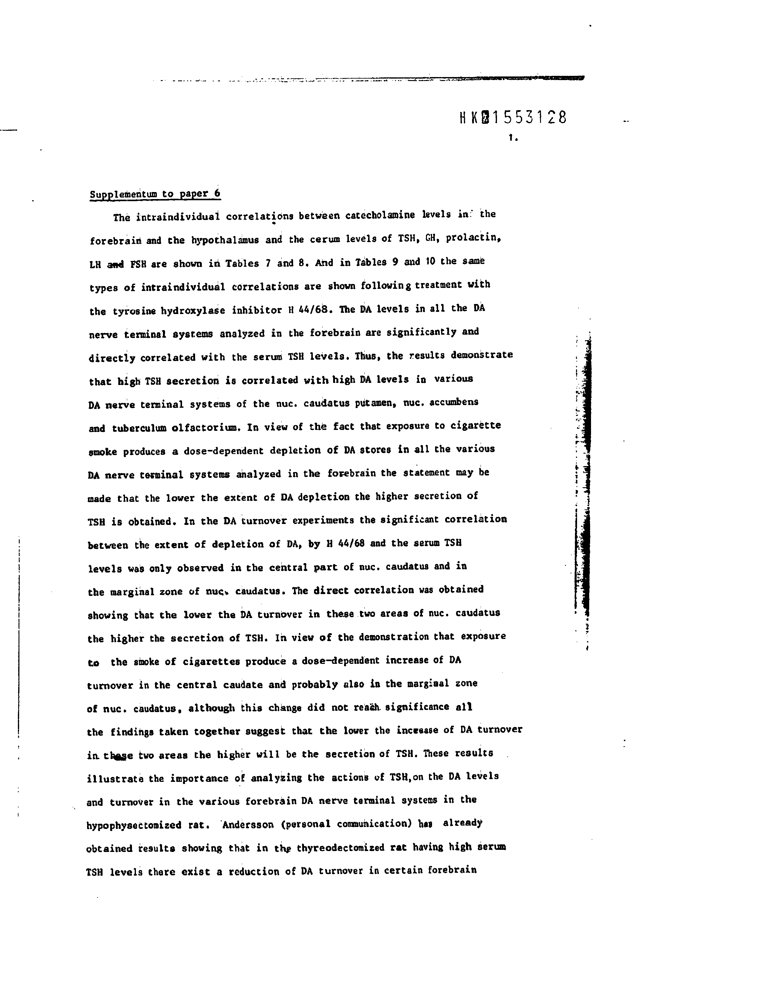 HK01553128
1.
Supplementum to paper 6
The intraindividual correlations between catecholamine levels in the
forebrain and the hypothalamus and the cerum levels of TSH, GH, prolactin,
LH and FSH are shown in Tables 7 and 8. And in Tables 9 and 10 the same
types of intraindividual correlations are shown following treatment with
the tyrosine hydroxylase inhibitor H 44/68. The DA levels in all the DA
nerve terminal systems analyzed in the forebrain are significantly and
directly correlated with the serum TSH levels. Thus, the results demonstrate
that high TSH secretion is correlated with high DA levels in various
DA nerve terminal systems of the nuc. caudatus putamen, nuc. accumbens
and tuberculum olfactorium. In view of the fact that exposure to cigarette
smoke produces a dose-dependent depletion of DA stores in all the various
DA nerve terminal systems analyzed in the forebrain the statement may be
made that the lower the extent of DA depletion the higher secretion of
TSH is obtained. In the DA turnover experiments the significant correlation
between the extent of depletion of DA, by H 44/68 and the serum TSH
levels was only observed in the central part of nuc. caudatus and in
the marginal zone of nuc. caudatus. The direct correlation was obtained
showing that the lower the DA turnover in these two areas of nuc. caudatus
the higher the secretion of TSH. In view of the demonstration that exposure
to the smoke of cigarettes produce a dose-dependent increase of DA
turnover in the central caudate and probably also in the marginal zone
of nuc. caudatus, although this change did not reach significance all
the findings taken together suggest that the lower the increase of DA turnover
in these two areas the higher will be the secretion of TSH. These results
illustrate the importance of analyzing the actions of TSH,on the DA levels
and turnover in the various forebrain DA nerve terminal systems in the
hypophysectomized rat. Andersson (personal communication) has already
obtained results showing that in the thyreodectomized rat having high serum
TSH levels there exist a reduction of DA turnover in certain forebrain